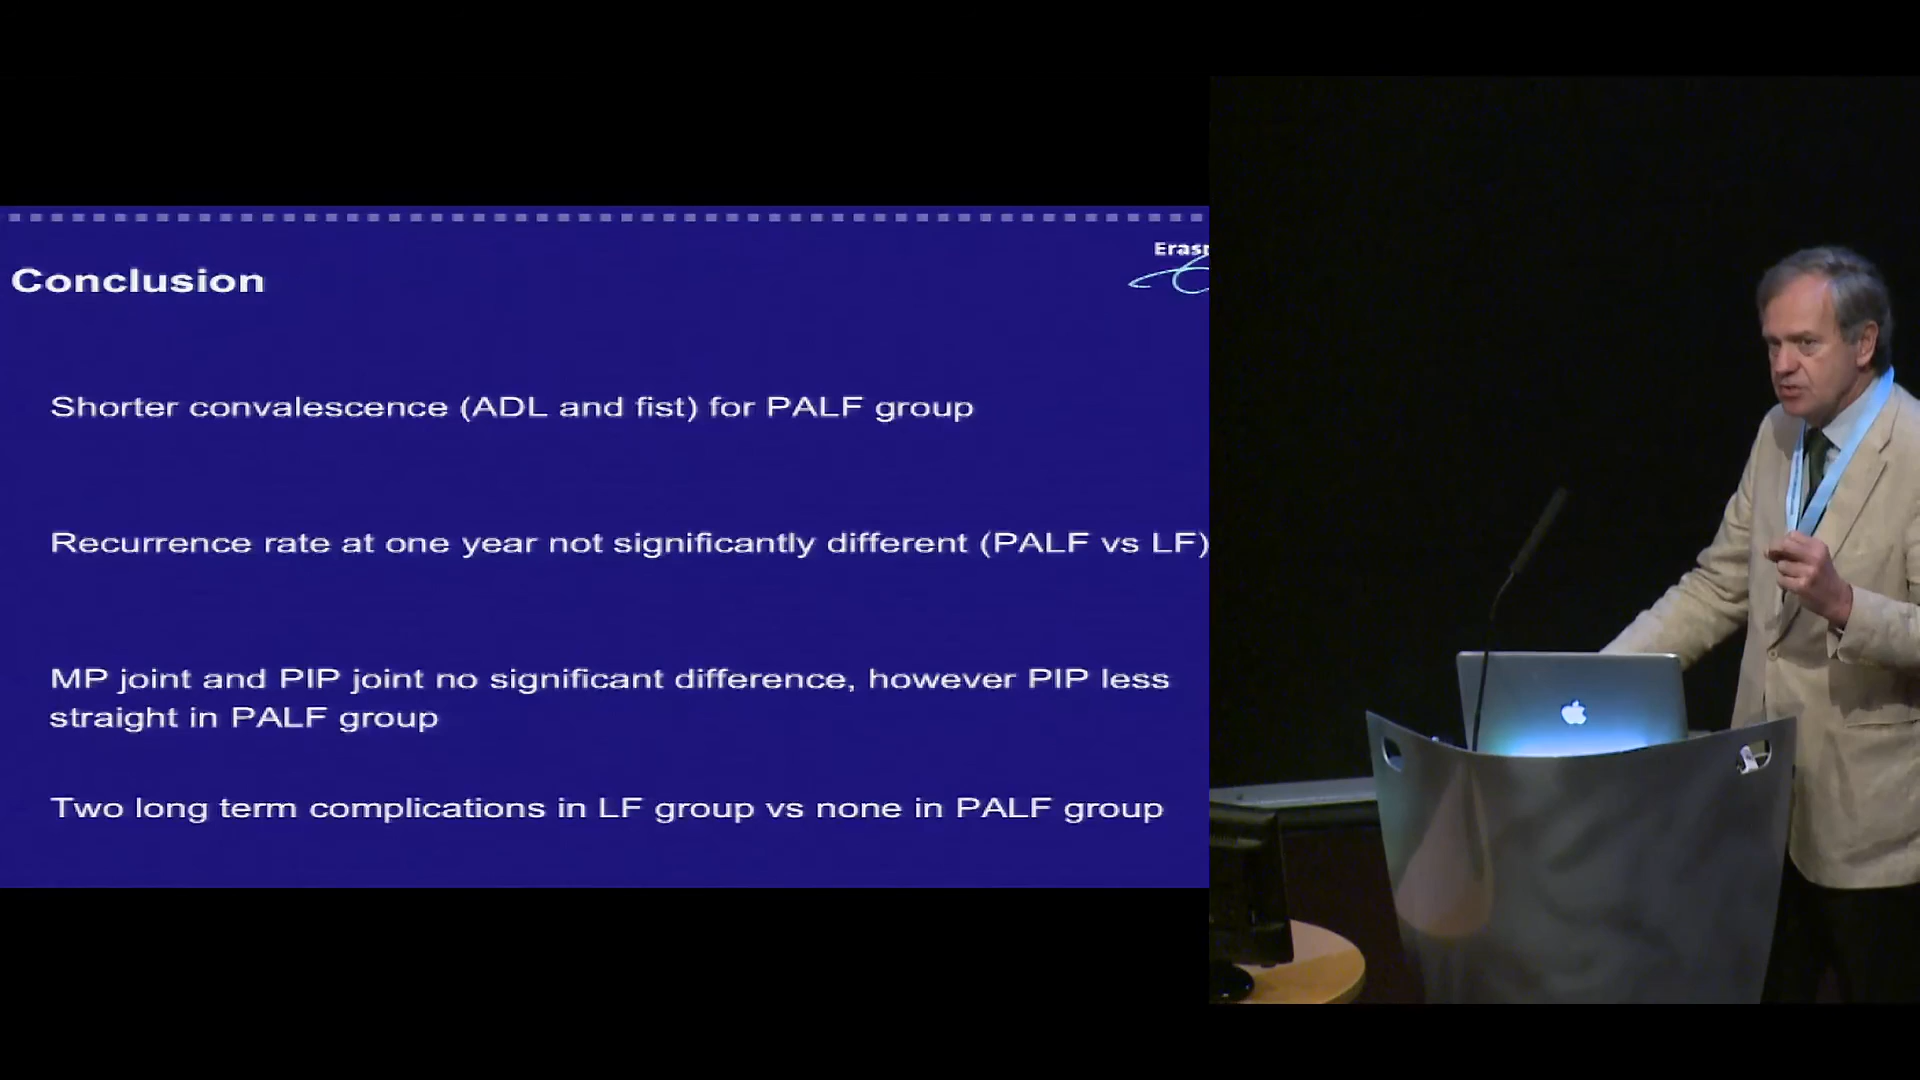 Erasm
Conclusion
Shorter convalescence (ADL and fist) for PALF group
Recurrence rate at one year not significantly different (PALF vs LF)
MP joint and PIP joint no significant difference, however PIP less
straight in PALF group
Two long term complications in LF group vs none in PALF group